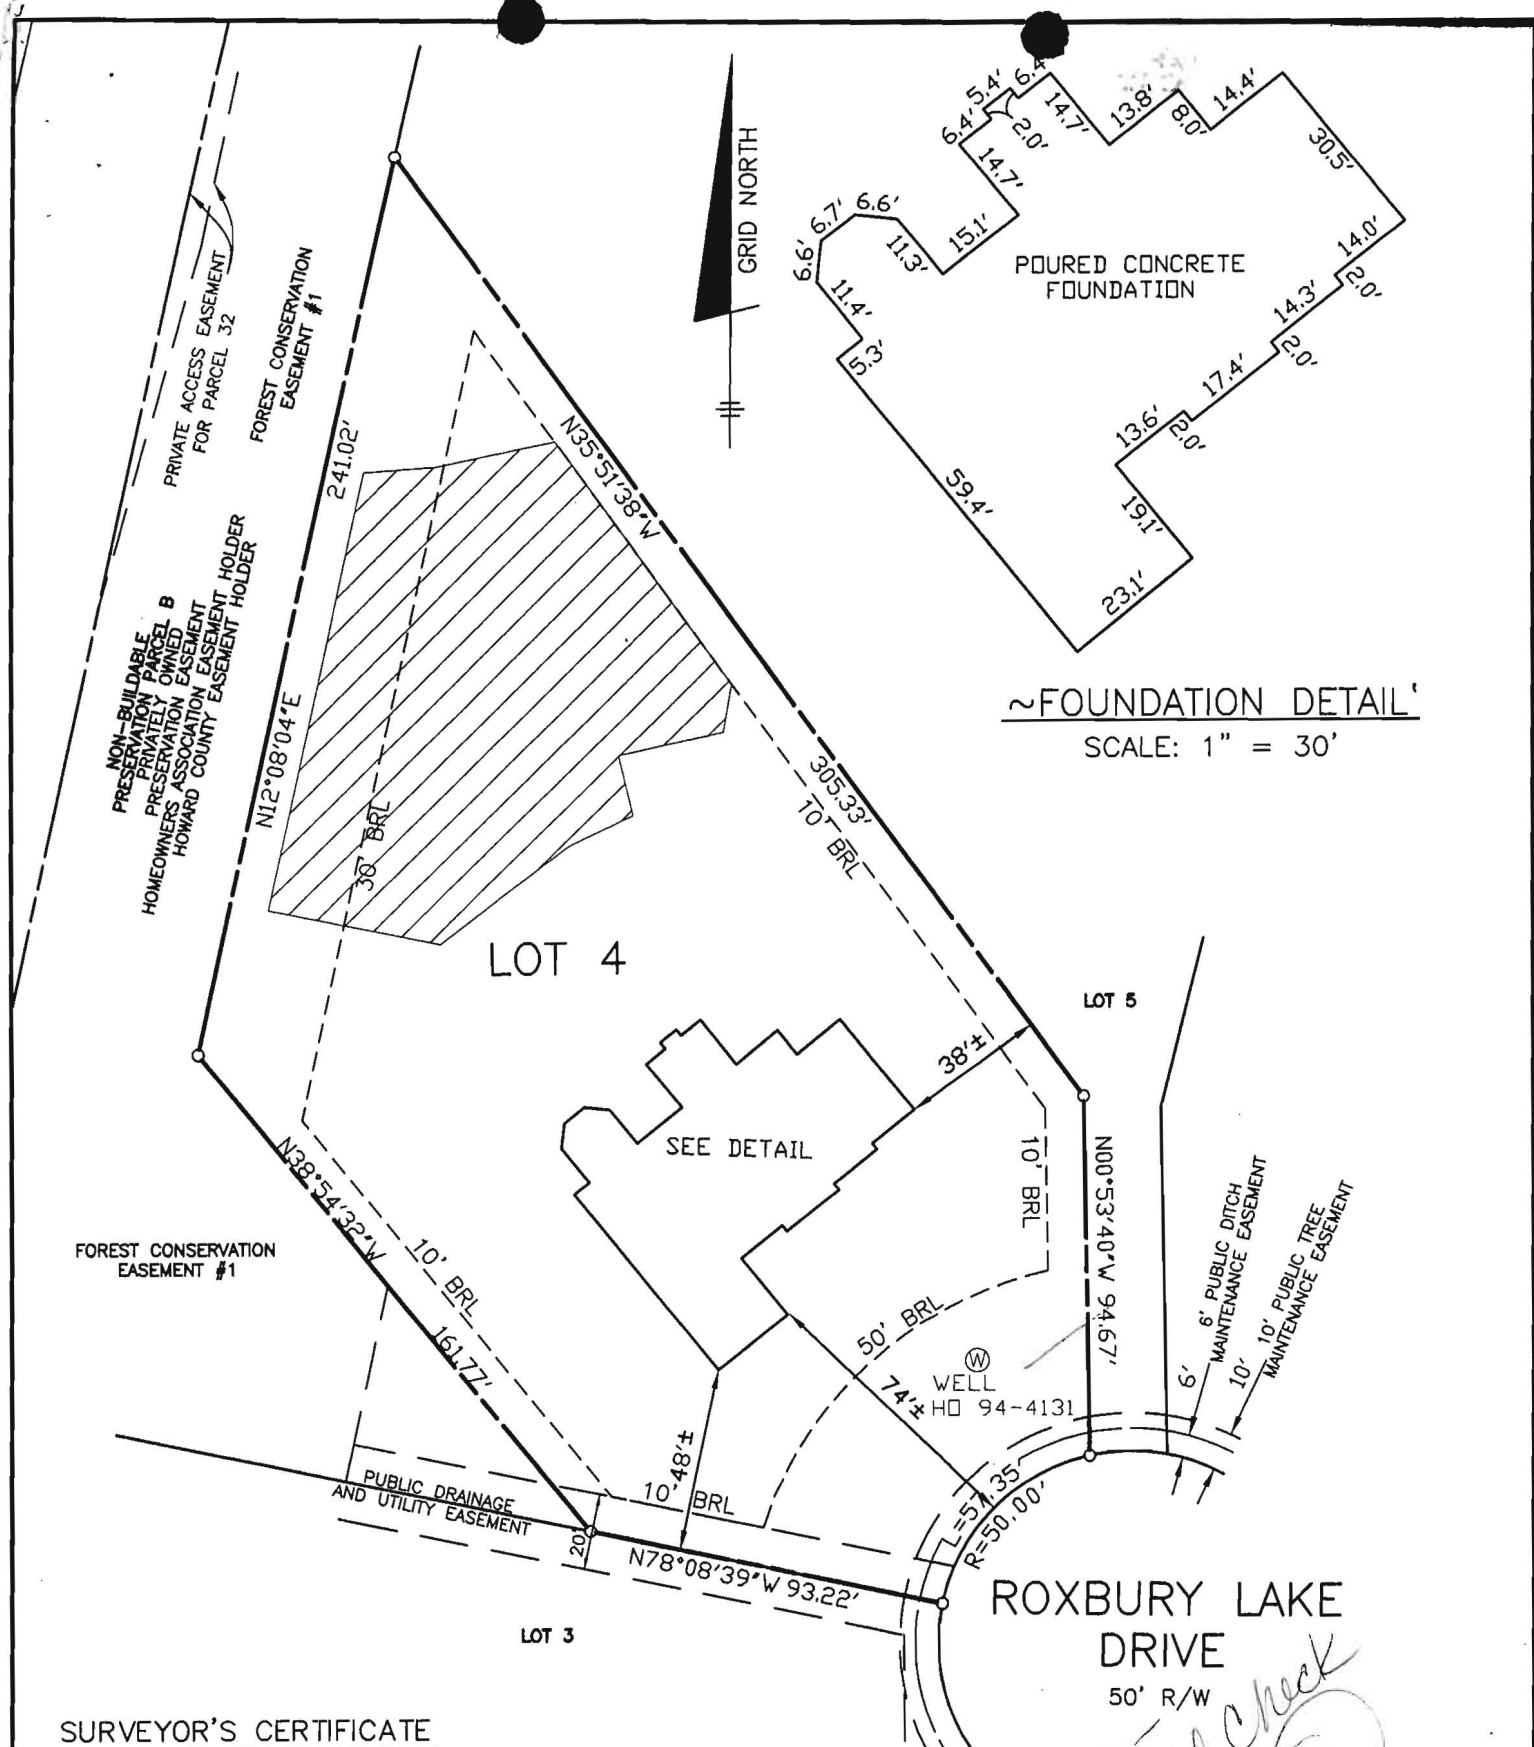 GRID NORTH
6.4'
5.4'
6.4'
2.0'
14.7'
14.7'
13.8'
8.0'
14.4'
30.5'
14.0'
2.0'
14.3'
2.0'
17.4'
2.0'
13.6'
19.1'
23.1'
59.4'
5.3'
11.4'
6.6'
6.7'
6.6'
11.3'
15.1'
POURED CONCRETE
FOUNDATION
~FOUNDATION DETAIL'
SCALE: 1" = 30'
PRIVATE ACCESS EASEMENT
FOR PARCEL 32
FOREST CONSERVATION
EASEMENT #1
241.02'
N12°08'04"E
NON-BUILDABLE
PRESERVATION PARCEL B
PRIVATELY OWNED
PRESERVATION EASEMENT
HOMEOWNERS ASSOCIATION EASEMENT HOLDER
HOWARD COUNTY EASEMENT HOLDER
N35°51'38"W
305.33'
10' BRL
30' BRL
LOT 4
LOT 5
38'±
SEE DETAIL
10' BRL
N00°53'40"W 94.67'
6' PUBLIC DITCH
MAINTENANCE EASEMENT
10' PUBLIC TREE
MAINTENANCE EASEMENT
6'
10'
N38°54'32"W
161.77'
10' BRL
FOREST CONSERVATION
EASEMENT #1
50' BRL
W
WELL
HO 94-4131
74'±
48'±
10' BRL
PUBLIC DRAINAGE
AND UTILITY EASEMENT
20'
N78°08'39"W 93.22'
L=57.35'
R=50.00'
LOT 3
ROXBURY LAKE
DRIVE
50' R/W
Check
SURVEYOR'S CERTIFICATE